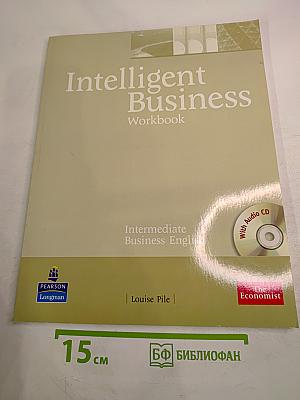 Intelligent
Business
Workbook
Intermediate
Business English
With Audio CD
PEARSON
Longman
Louise Pile
The
Economist
15 см
БФ БИБЛИОФАН